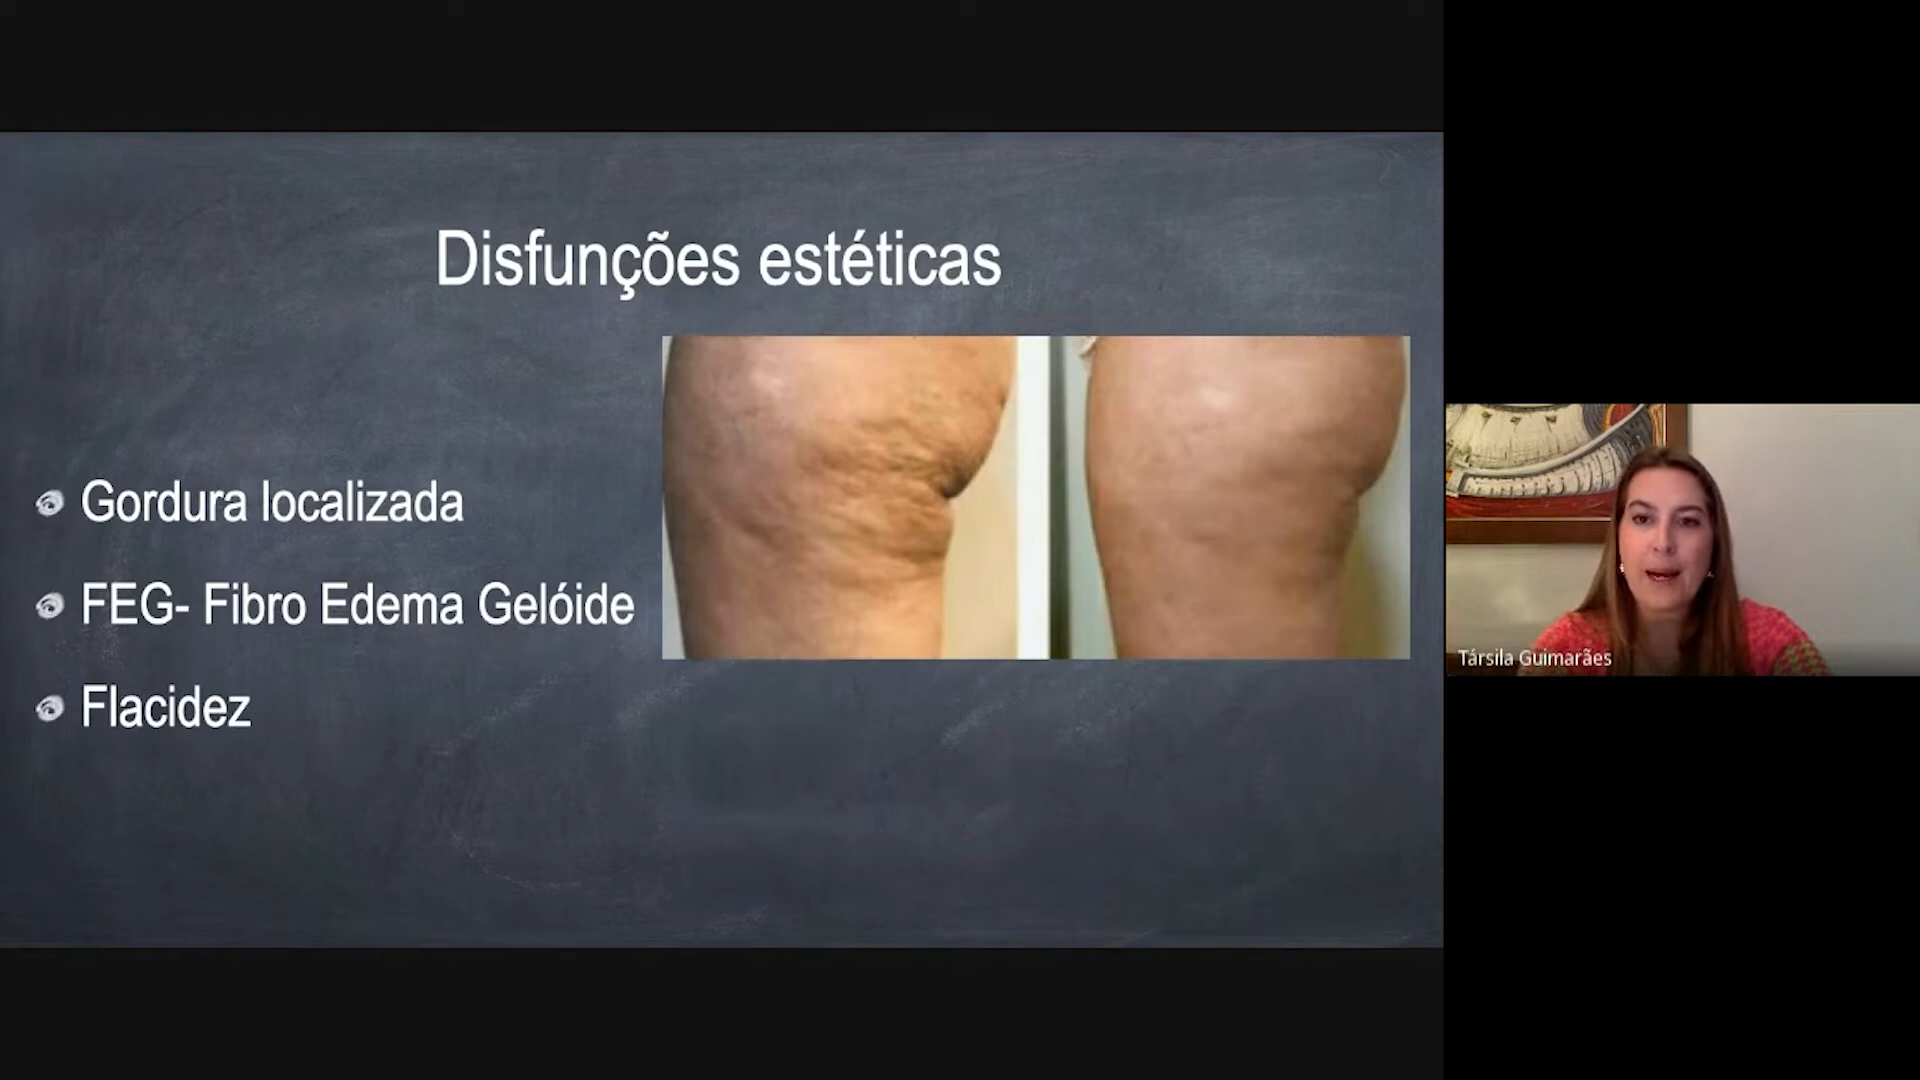 Disfunções estéticas
Gordura localizada
FEG- Fibro Edema Gelóide
Flacidez
Társila Guimarães